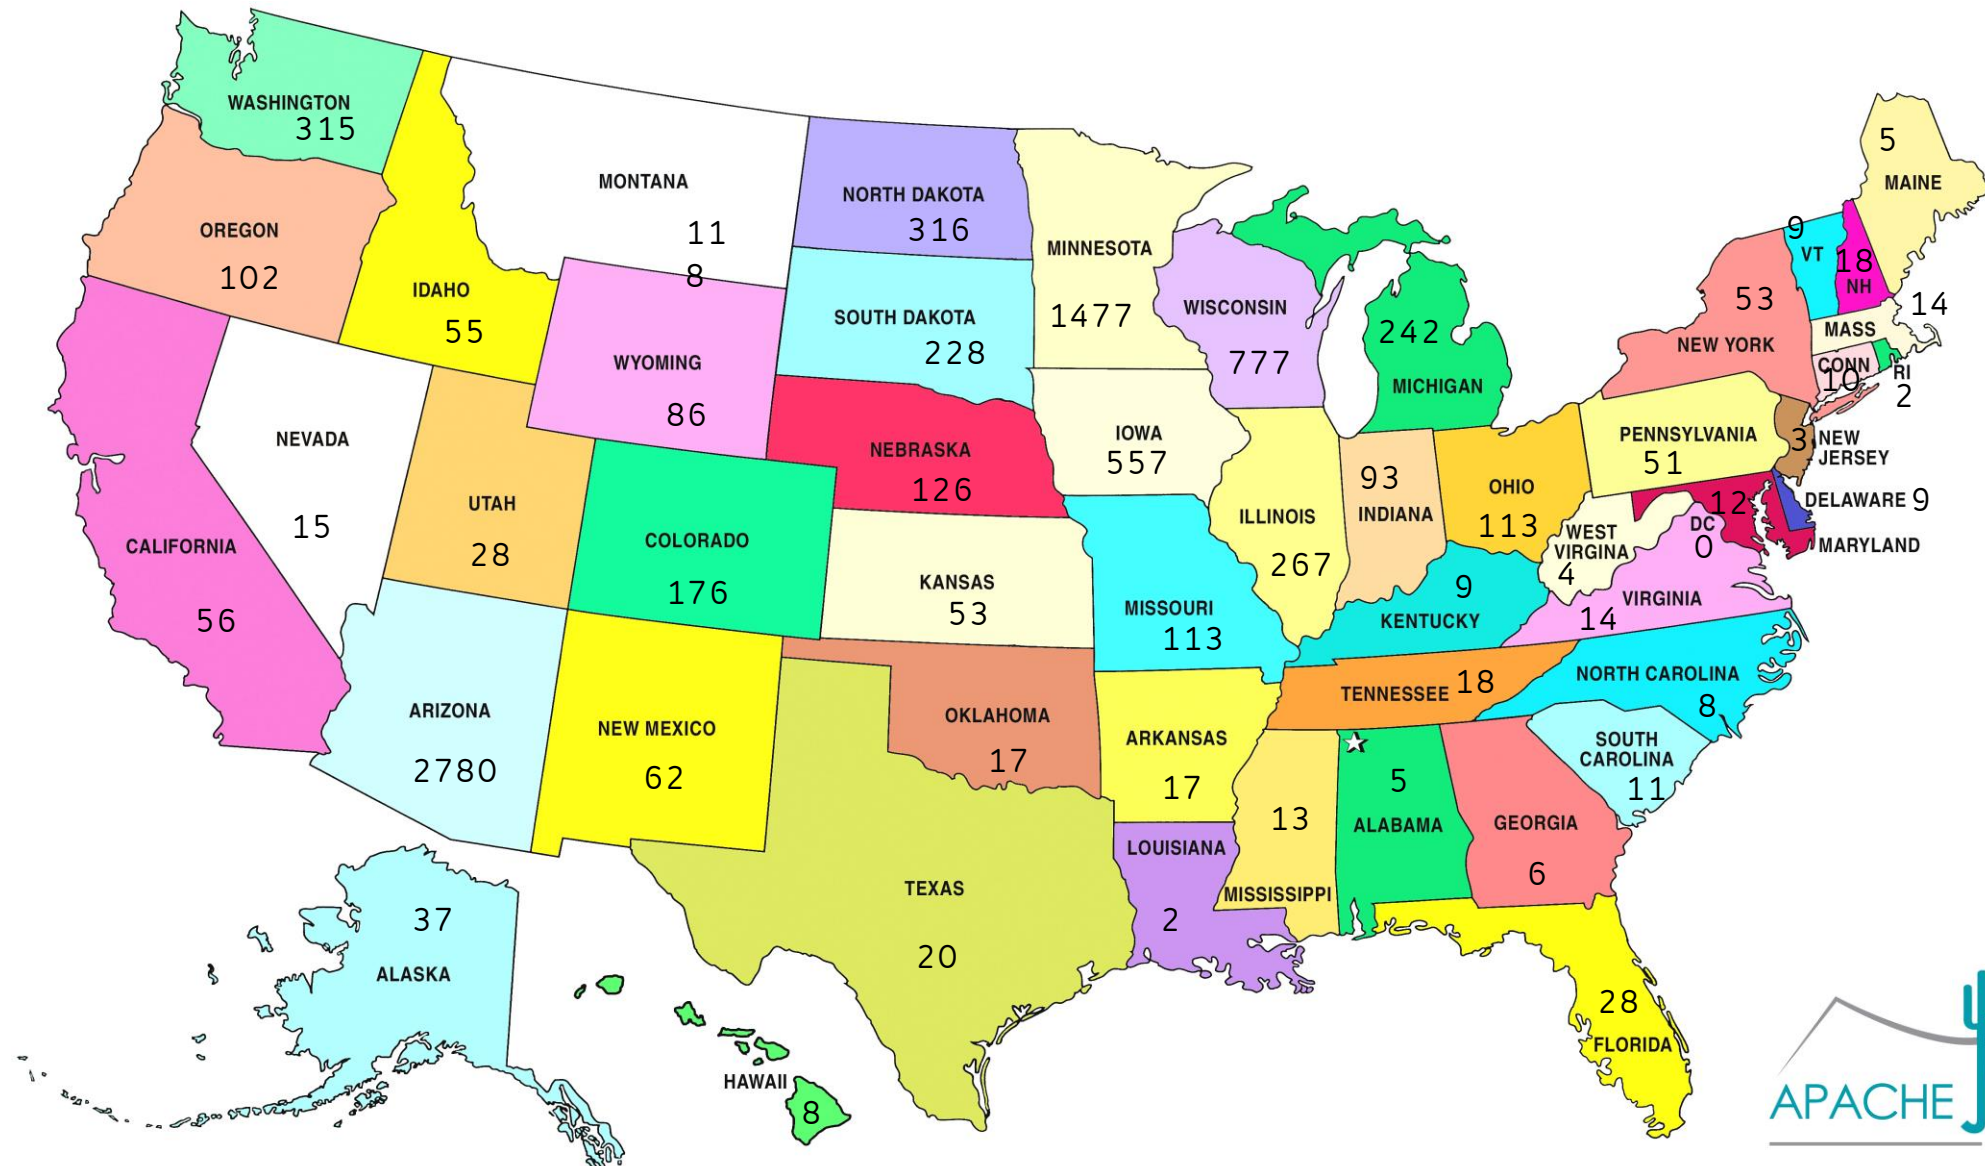 WASHINGTON
315
OREGON
102
IDAHO
55
MONTANA
11
8
NORTH DAKOTA
316
SOUTH DAKOTA
228
WYOMING
86
NEBRASKA
126
MINNESOTA
1477
WISCONSIN
777
242
MICHIGAN
IOWA
557
NEVADA
15
UTAH
28
COLORADO
176
KANSAS
53
CALIFORNIA
56
ARIZONA
2780
NEW MEXICO
62
OKLAHOMA
17
TEXAS
20
MISSOURI
113
ARKANSAS
17
LOUISIANA
2
ILLINOIS
267
93
INDIANA
OHIO
113
9
KENTUCKY
TENNESSEE 18
13
MISSISSIPPI
5
ALABAMA
GEORGIA
6
28
FLORIDA
SOUTH
CAROLINA
11
NORTH CAROLINA
8
VIRGINIA
14
WEST
VIRGINA
4
DC
0
12
MARYLAND
DELAWARE 9
3
NEW
JERSEY
PENNSYLVANIA
51
53
NEW YORK
CONN
10
RI
2
MASS
14
9
VT
18
NH
5
MAINE
37
ALASKA
HAWAII
8
APACHE J